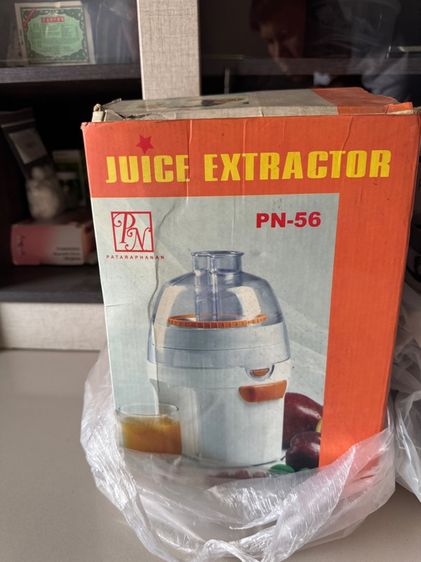 JUICE EXTRACTOR
PN-56
PN
PATARAPHANAN